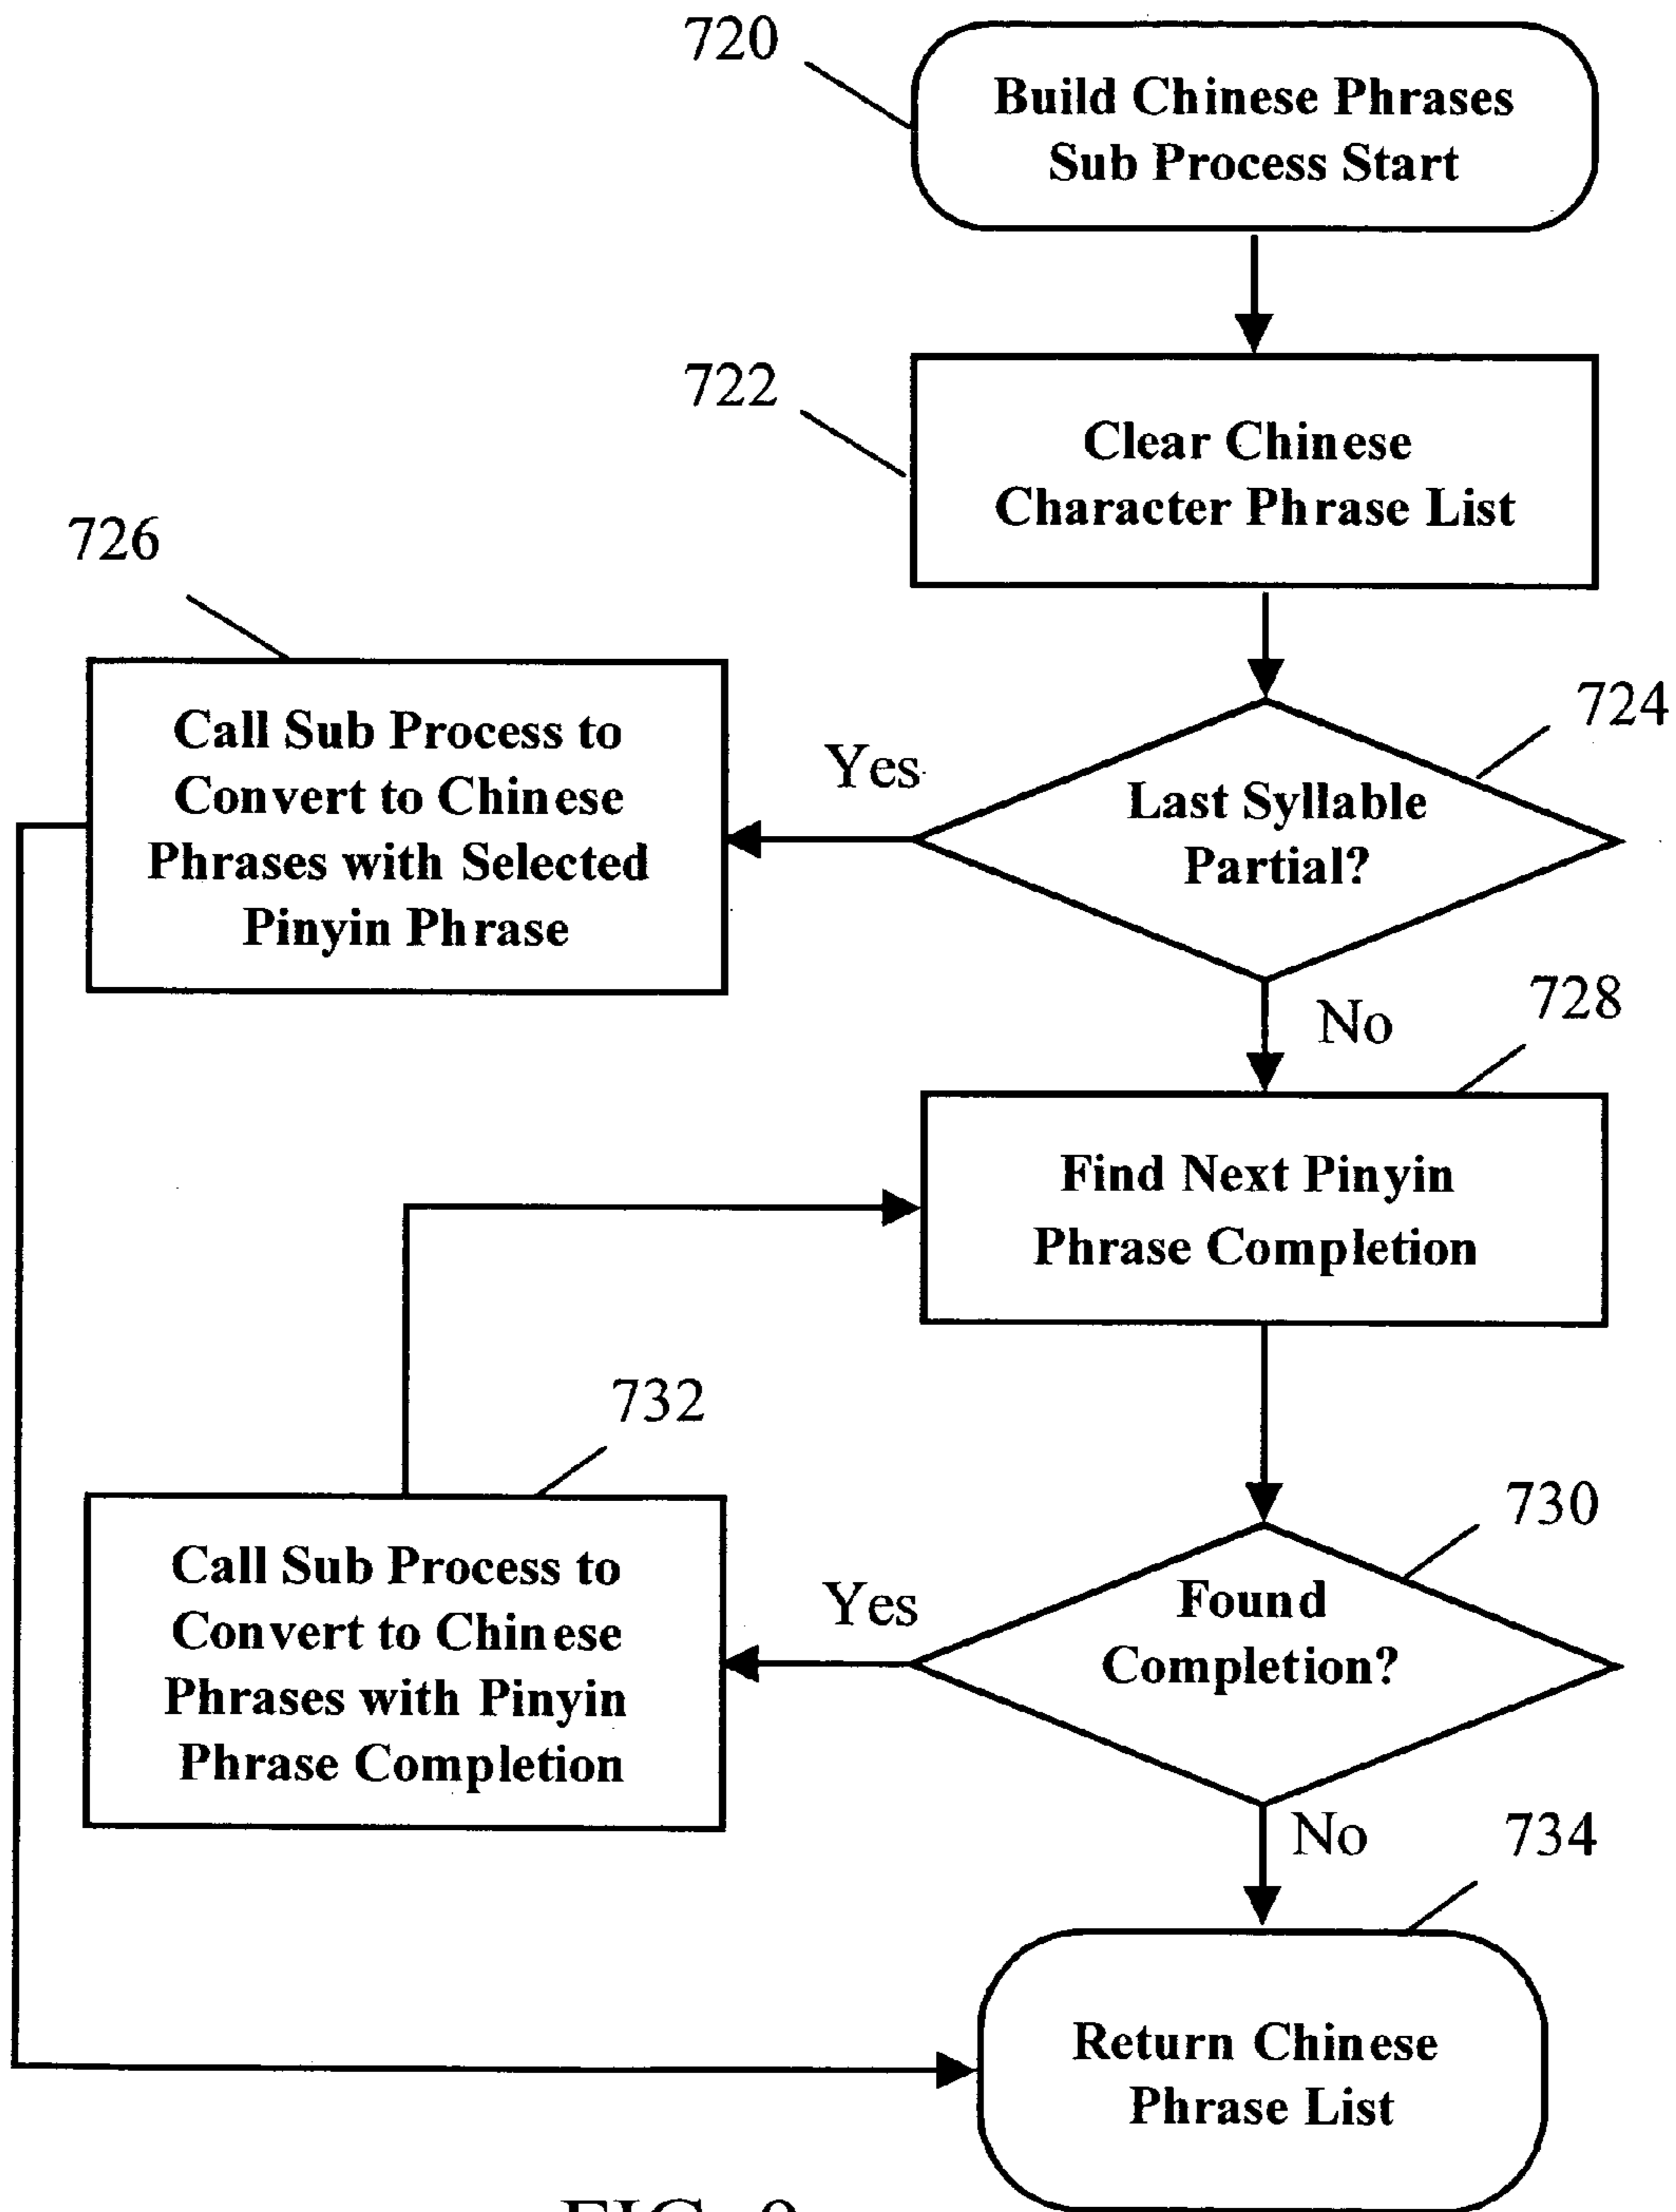 720
Build Chinese Phrases
Sub Process Start
722
Clear Chinese
Character Phrase List
726
Call Sub Process to
Convert to Chinese
Phrases with Selected
Pinyin Phrase
Yes
724
Last Syllable
Partial?
No
728
Find Next Pinyin
Phrase Completion
732
Call Sub Process to
Convert to Chinese
Phrases with Pinyin
Phrase Completion
Yes
730
Found
Completion?
No
734
Return Chinese
Phrase List